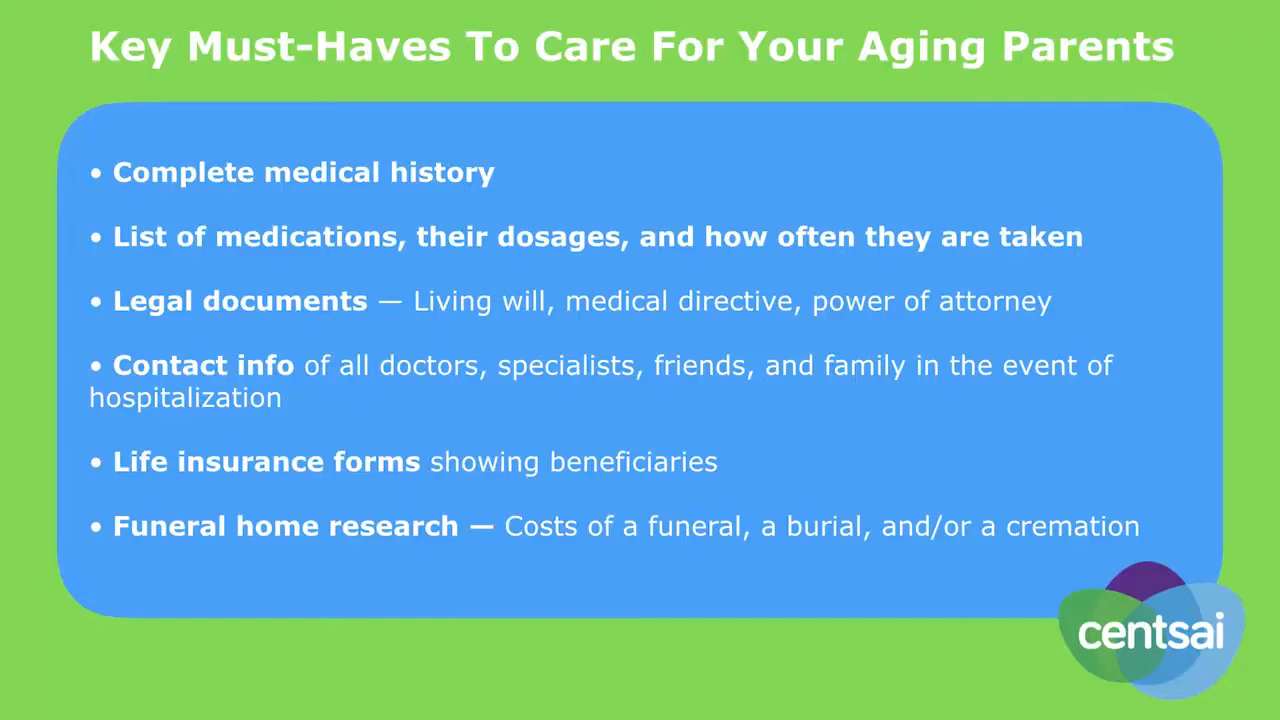 Key Must-Haves To Care For Your Aging Parents
• Complete medical history
• List of medications, their dosages, and how often they are taken
• Legal documents — Living will, medical directive, power of attorney
• Contact info of all doctors, specialists, friends, and family in the event of
hospitalization
• Life insurance forms showing beneficiaries
• Funeral home research — Costs of a funeral, a burial, and/or a cremation
centsai